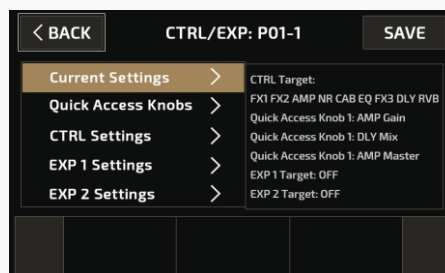 < BACK
CTRL/EXP: P01-1
SAVE
Current Settings >
Quick Access Knobs >
CTRL Settings >
EXP 1 Settings >
EXP 2 Settings >
CTRL Target:
FX1 FX2 AMP NR CAB EQ FX3 DLY RVB
Quick Access Knob 1: AMP Gain
Quick Access Knob 1: DLY Mix
Quick Access Knob 1: AMP Master
EXP 1 Target: OFF
EXP 2 Target: OFF